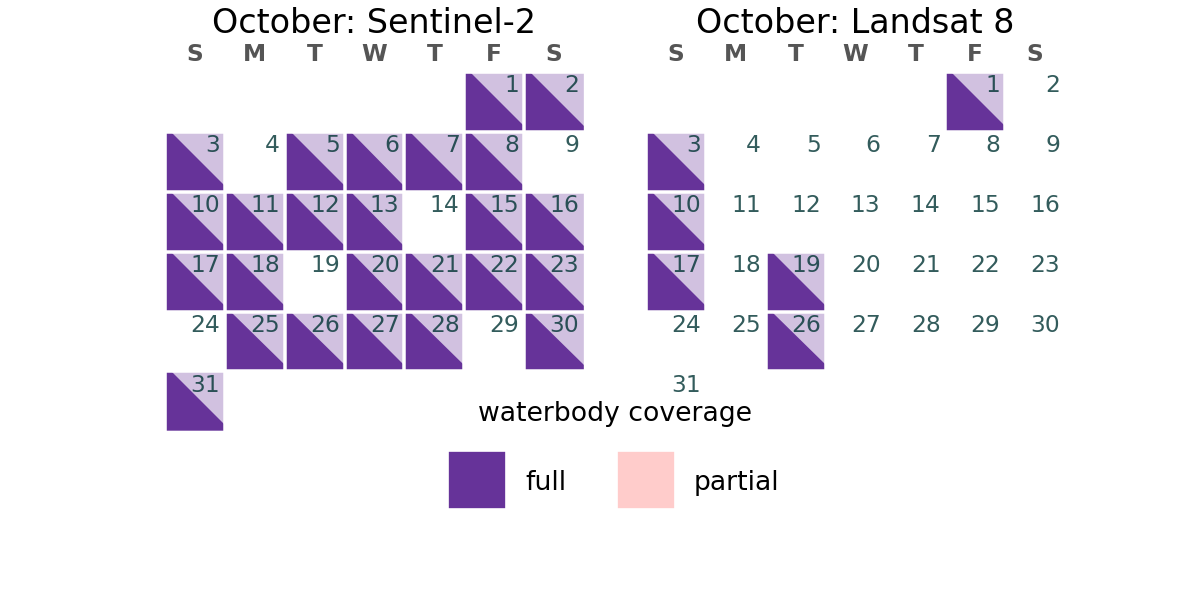 October: Sentinel-2
S M T W T F S
1 2
3 4 5 6 7 8 9
10 11 12 13 14 15 16
17 18 19 20 21 22 23
24 25 26 27 28 29 30
31
October: Landsat 8
S M T W T F S
1 2
3 4 5 6 7 8 9
10 11 12 13 14 15 16
17 18 19 20 21 22 23
24 25 26 27 28 29 30
31
waterbody coverage
full partial